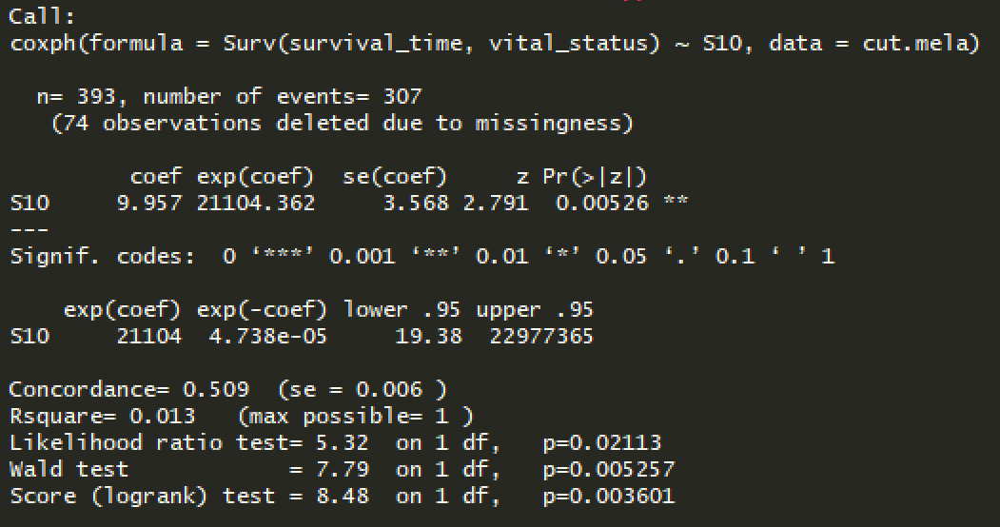 Call:
coxph(formula = Surv(survival_time, vital_status) ~ S10, data = cut.mela)
n= 393, number of events= 307
(74 observations deleted due to missingness)
coef exp(coef) se(coef) z Pr(>|z|)
S10 9.957 21104.362 3.568 2.791 0.00526 **
---
Signif. codes: 0 ‘***’ 0.001 ‘**’ 0.01 ‘*’ 0.05 ‘.’ 0.1 ‘ ’ 1
exp(coef) exp(-coef) lower .95 upper .95
S10 21104 4.738e-05 19.38 22977365
Concordance= 0.509 (se = 0.006 )
Rsquare= 0.013 (max possible= 1 )
Likelihood ratio test= 5.32 on 1 df, p=0.02113
Wald test = 7.79 on 1 df, p=0.005257
Score (logrank) test = 8.48 on 1 df, p=0.003601